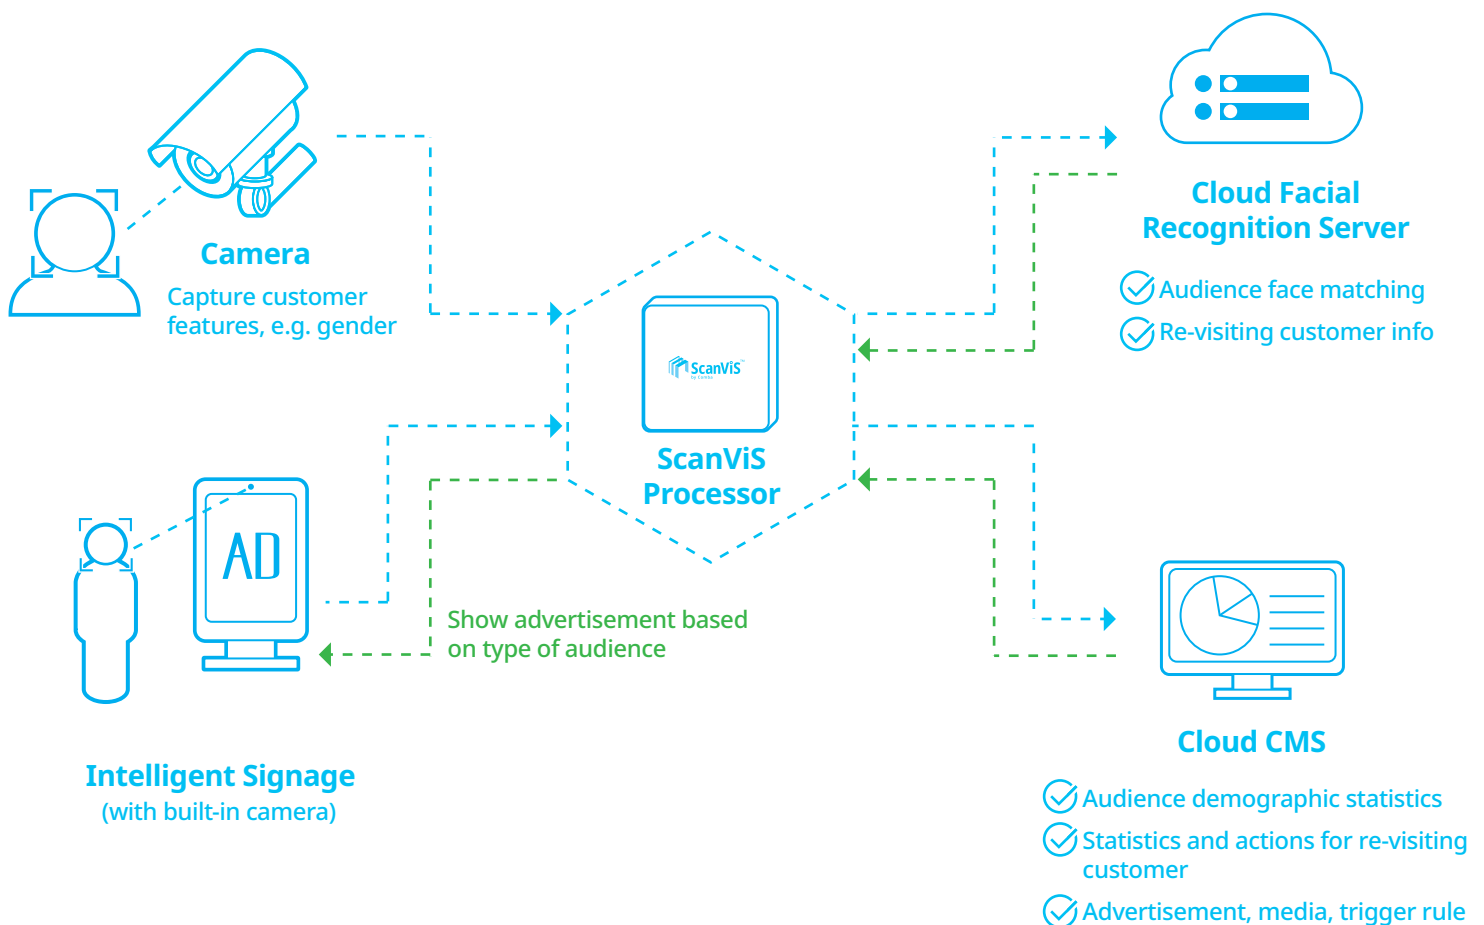 Camera
Capture customer
features, e.g. gender
Cloud Facial
Recognition Server
Audience face matching
Re-visiting customer info
ScanViS
ScanViS
Processor
AD
Show advertisement based
on type of audience
Intelligent Signage
(with built-in camera)
Cloud CMS
Audience demographic statistics
Statistics and actions for re-visiting
customer
Advertisement, media, trigger rule